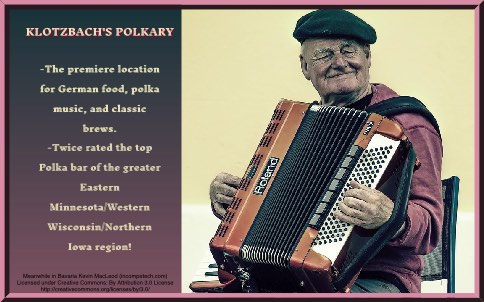 KLOTZBACH'S POLKARY
-The premiere location
for German food, polka
music, and classic
brews.
-Twice rated the top
Polka bar of the greater
Eastern
Minnesota/Western
Wisconsin/Northern
Iowa region!
Meanwhile in Bavaria Kevin MacLeod (incompetech.com)
Licensed under Creative Commons: By Attribution 3.0 License
http://creativecommons.org/licenses/by/3.0/
Roland